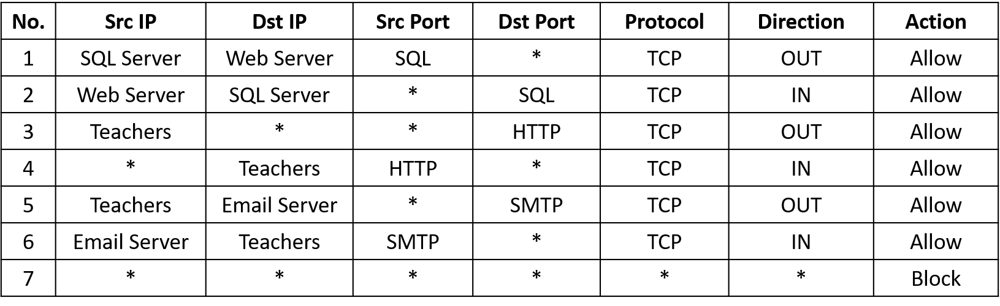 No. Src IP Dst IP Src Port Dst Port Protocol Direction Action
1 SQL Server Web Server SQL * TCP OUT Allow
2 Web Server SQL Server * SQL TCP IN Allow
3 Teachers * * HTTP TCP OUT Allow
4 * Teachers HTTP * TCP IN Allow
5 Teachers Email Server * SMTP TCP OUT Allow
6 Email Server Teachers SMTP * TCP IN Allow
7 * * * * * * Block